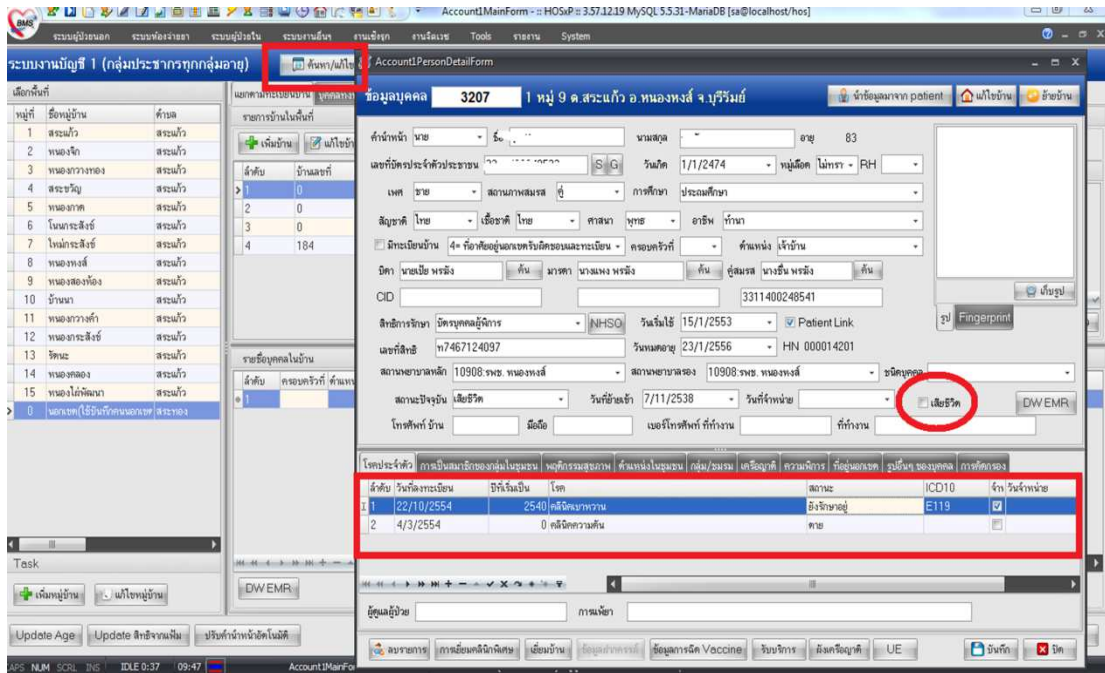 BMS
Account1MainForm - :: HOSxP :: 3.57.12.19 MySQL 5.5.31-MariaDB [sa@localhost/hos]
ระบบผู้ป่วยนอก ระบบห้องจ่ายยา ระบบผู้ป่วยใน ระบบงานอื่นๆ งานเชิงรุก Tools รายงาน System
ระบบงานบัญชี 1 (กลุ่มประชากรทุกกลุ่มอายุ) ค้นหา/แก้ไข
Account1PersonDetailForm
ข้อมูลบุคคล 3207 1 หมู่ 9 ต.สระแก้ว อ.หนองหงส์ จ.บุรีรัมย์ นำข้อมูลมาจาก patient แก้ไขบ้าน ย้ายบ้าน
เลือกพื้นที่
หมู่ที่ ชื่อหมู่บ้าน ตำบล
1 สระแก้ว สระแก้ว
2 หนองจิก สระแก้ว
3 หนองกวางทอง สระแก้ว
4 สระขวัญ สระแก้ว
5 สระแก้ว
6 โนนกระสังข์ สระแก้ว
7 ใหม่กระสังข์ สระแก้ว
8 หนองหงส์ สระแก้ว
9 หนองสองห้อง สระแก้ว
10 บ้านนา สระแก้ว
11 หนองกวางคำ สระแก้ว
12 หนองกระสังข์ สระแก้ว
13 รัตนะ สระแก้ว
14 หนองคลอง สระแก้ว
15 หนองไผ่พัฒนา สระแก้ว
0 นอกเขต(ใช้บันทึกคนนอกเขต สระทอง
Task
เพิ่มหมู่บ้าน แก้ไขหมู่บ้าน
Update Age Update สิทธิจากแฟ้ม ปรับคำนำหน้าอัตโนมัติ
แยกตามทะเบียนบ้าน
รายการบ้านในพื้นที่
เพิ่มบ้าน แก้ไขบ้า
ลำดับ บ้านเลขที่
1 0
2 0
3 0
4 184
รายชื่อบุคคลในบ้าน
ลำดับ ครอบครัวที่ ตำแหน
1
DW EMR
คำนำหน้า นาย ชื่อ นามสกุล อายุ 83
เลขที่บัตรประจำตัวประชาชน S G วันเกิด 1/1/2474 หมู่เลือด ไม่ทรา RH
เพศ ชาย สถานภาพสมรส คู่ การศึกษา ประถมศึกษา
สัญชาติ ไทย เชื้อชาติ ไทย ศาสนา พุทธ อาชีพ ทำนา
มีทะเบียนบ้าน 4= ที่อาศัยอยู่นอกเขตรับผิดชอบและทะเบียน ครอบครัวที่ ตำแหน่ง เจ้าบ้าน
บิดา นายเปีย พรมัง ค้น มารดา นางแพง พรมัง ค้น คู่สมรส นางชื่น พรมัง ค้น
CID 3311400248541
เก็บรูป
รูป Fingerprint
สิทธิการรักษา บัตรบุคคลผู้พิการ NHSO วันเริ่มใช้ 15/1/2553 Patient Link
เลขที่สิทธิ ท7467124097 วันหมดอายุ 23/1/2556 HN 000014201
สถานพยาบาลหลัก 10908:รพช. หนองหงส์ สถานพยาบาลรอง 10908:รพช. หนองหงส์ ชนิดบุคคล
สถานะปัจจุบัน เสียชีวิต วันที่ย้ายเข้า 7/11/2538 วันที่จำหน่าย เสียชีวิต DW EMR
โทรศัพท์ บ้าน มือถือ เบอร์โทรศัพท์ ที่ทำงาน ที่ทำงาน
โรคประจำตัว การเป็นสมาชิกของกลุ่มในชุมชน พฤติกรรมสุขภาพ ตำแหน่งในชุมชน กลุ่ม/ชมรม เครือญาติ ความพิการ ที่อยู่นอกเขต รูปอื่นๆ ของบุคคล การคัดกรอง
ลำดับ วันที่ลงทะเบียน ปีที่เริ่มเป็น โรค สถานะ ICD10 จำห วันจำหน่าย
1 22/10/2554 2540 คลินิกเบาหวาน ยังรักษาอยู่ E119
2 4/3/2554 0 คลินิกความดัน ตาย
ผู้ดูแลผู้ป่วย การแพ้ยา
ลบรายการ การเยี่ยมคลินิกพิเศษ เยี่ยมบ้าน ข้อมูลการฉีด Vaccine รับบริการ ผังเครือญาติ UE บันทึก ปิด
CAPS NUM SCRL INS IDLE 0:37 09:47 Account1MainFo